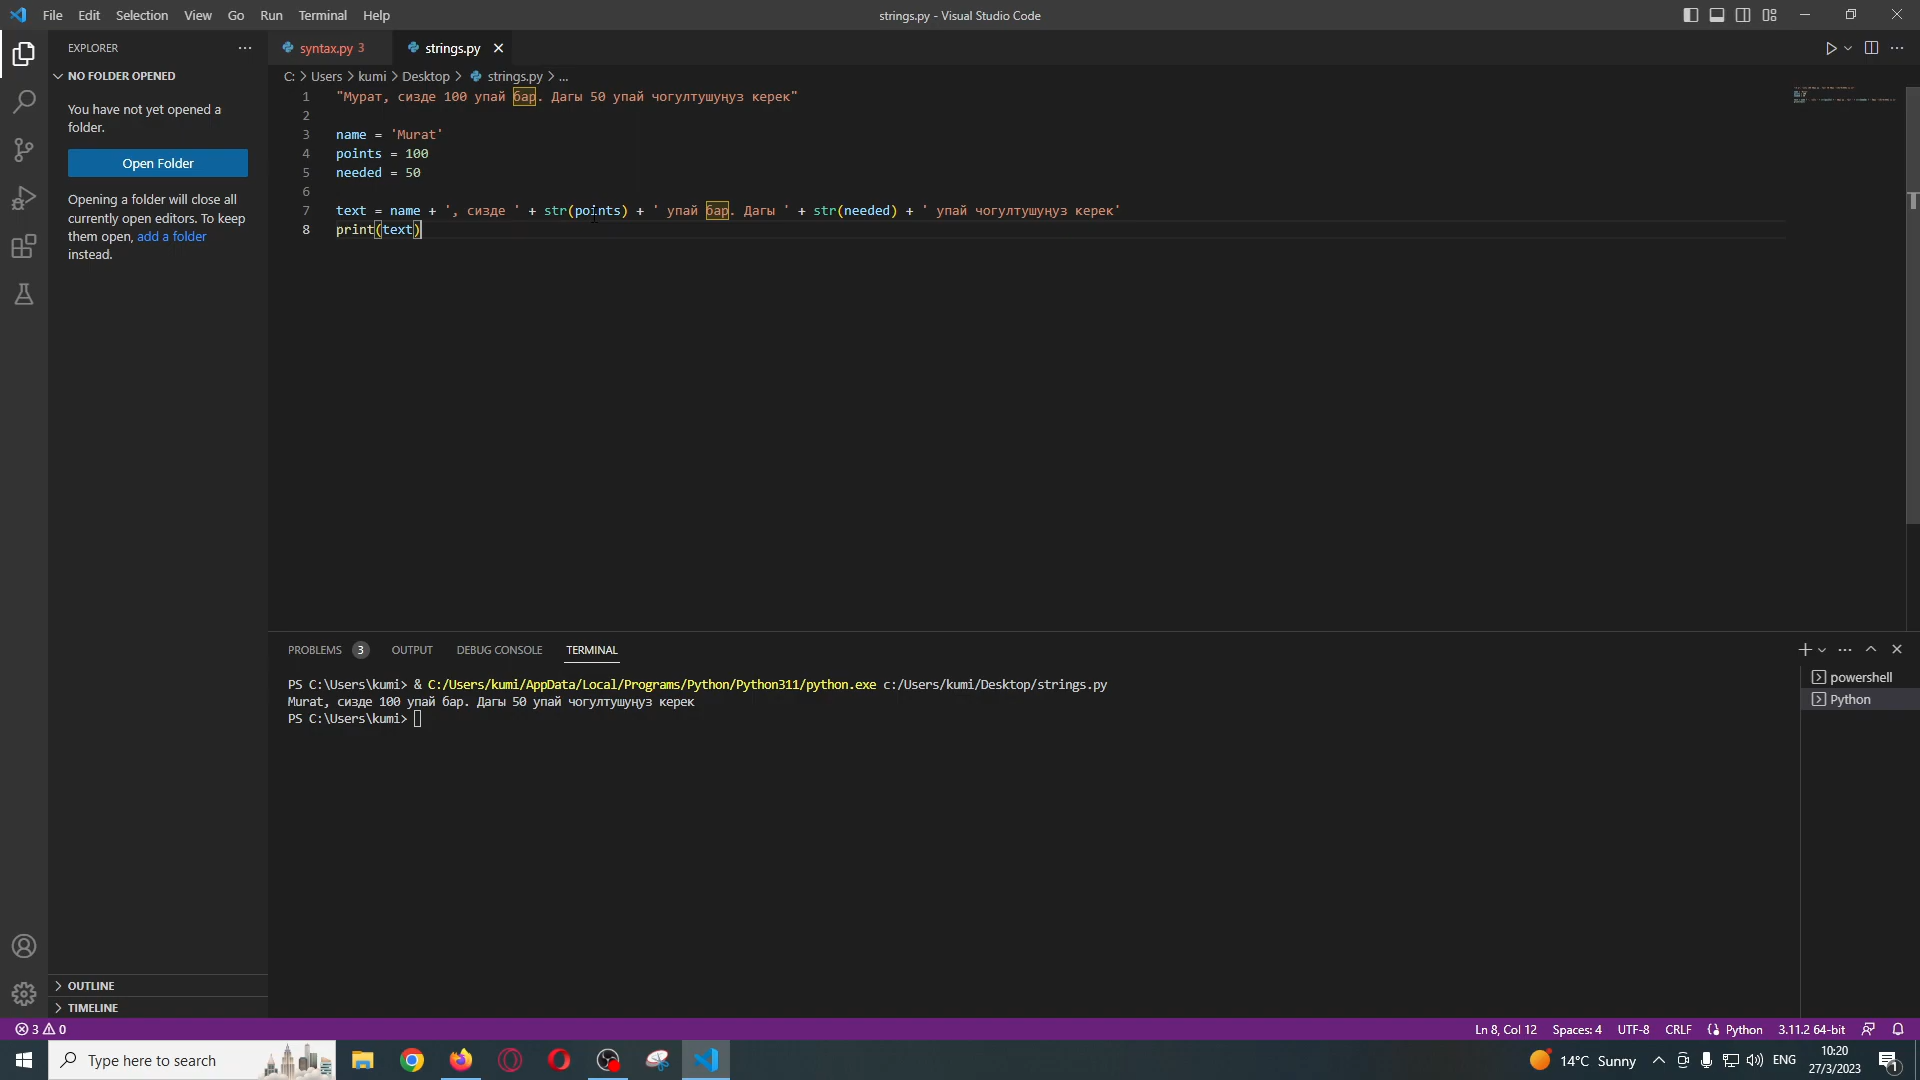 File Edit Selection View Go Run Terminal Help
strings.py - Visual Studio Code
EXPLORER
syntax.py 3
strings.py
NO FOLDER OPENED
You have not yet opened a
folder.
Open Folder
Opening a folder will close all
currently open editors. To keep
them open, add a folder
instead.
OUTLINE
TIMELINE
C: > Users > kumi > Desktop > strings.py > ...
1 "Мурат, сизде 100 упай бар. Дагы 50 упай чогултушуңуз керек"
2
3 name = 'Murat'
4 points = 100
5 needed = 50
6
7 text = name + ', сизде ' + str(points) + ' упай бар. Дагы ' + str(needed) + ' упай чогултушуңуз керек'
8 print(text)
PROBLEMS 3 OUTPUT DEBUG CONSOLE TERMINAL
PS C:\Users\kumi> & C:/Users/kumi/AppData/Local/Programs/Python/Python311/python.exe c:/Users/kumi/Desktop/strings.py
Murat, сизде 100 упай бар. Дагы 50 упай чогултушуңуз керек
PS C:\Users\kumi>
powershell
Python
3 0
Ln 8, Col 12 Spaces: 4 UTF-8 CRLF Python 3.11.2 64-bit
Type here to search
14°C Sunny
ENG
10:20
27/3/2023
1